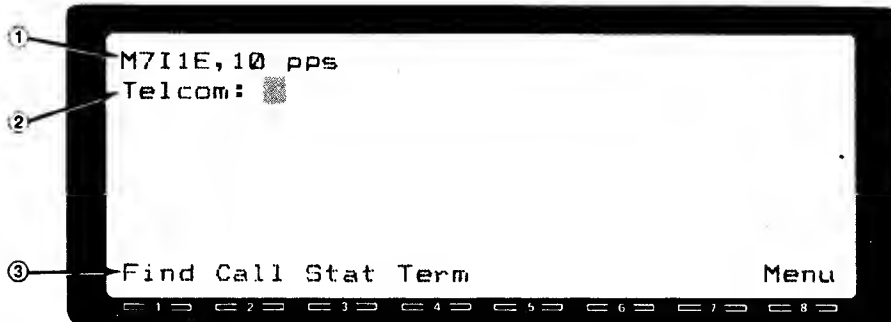 ①
M7I1E,10 pps
②
Telcom:
③
Find Call Stat Term Menu
1 2 3 4 5 6 7 8